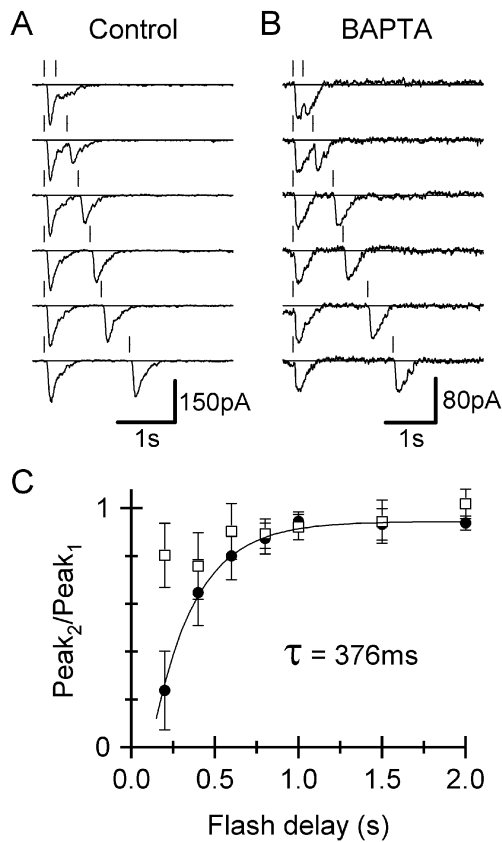 A Control
B BAPTA
150pA
1s
80pA
1s
C
1
Peak2/Peak1
τ = 376ms
0
0.0 0.5 1.0 1.5 2.0
Flash delay (s)